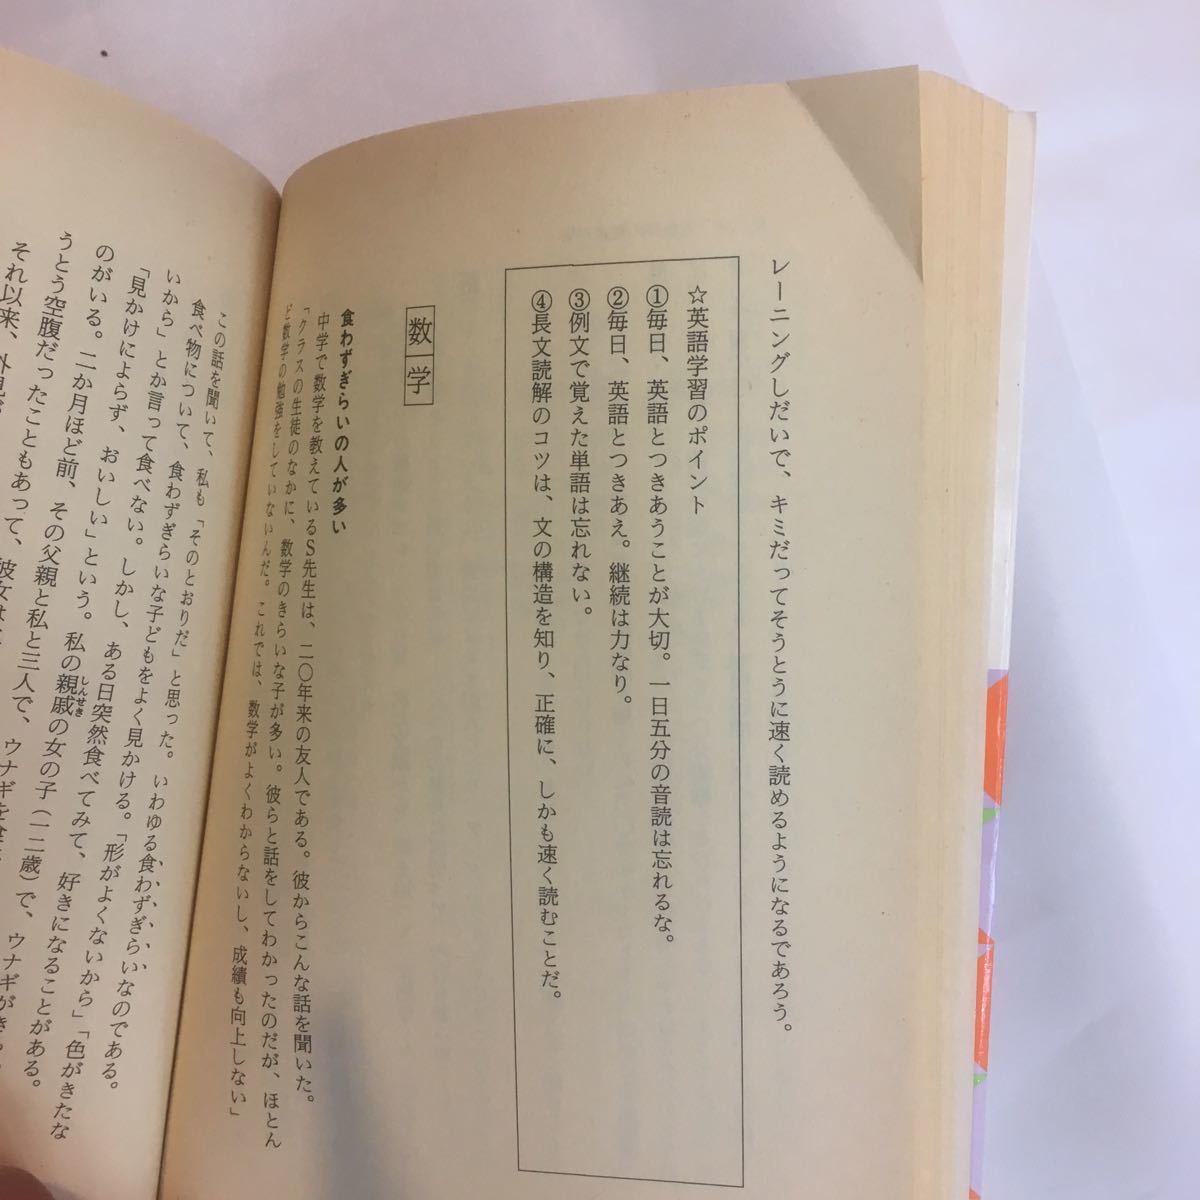 レーニングしだいで、キミだってそうとうに速く読めるようになるであろう。
☆英語学習のポイント
①毎日、英語とつきあうことが大切。一日五分の音読は忘れるな。
②毎日、英語とつきあえ。継続は力なり。
③例文で覚えた単語は忘れない。
④長文読解のコツは、文の構造を知り、正確に、しかも速く読むことだ。
数学
食わずぎらいの人が多い
中学で数学を教えているS先生は、二〇年来の友人である。彼からこんな話を聞いた。
「クラスの生徒のなかに、数学のきらいな子が多い。彼らと話をしてわかったのだが、ほとん
ど数学の勉強をしていないんだ。これでは、数学がよくわからないし、成績も向上しない」
この話を聞いて、私も「そのとおりだ」と思った。いわゆる食わずぎらいなのである。
食べ物について、食わずぎらいな子どもをよく見かける。「形がよくないから」「色がきたな
いから」とか言って食べない。しかし、ある日突然食べてみて、好きになることがある。
「見かけによらず、おいしい」という。私の親戚の女の子(一二歳)で、ウナギがきら
しんせき
のがいる。二か月ほど前、その父親と私と三人で、ウナギを食
うとう空腹だったこともあって、彼女は
それ以来、外見